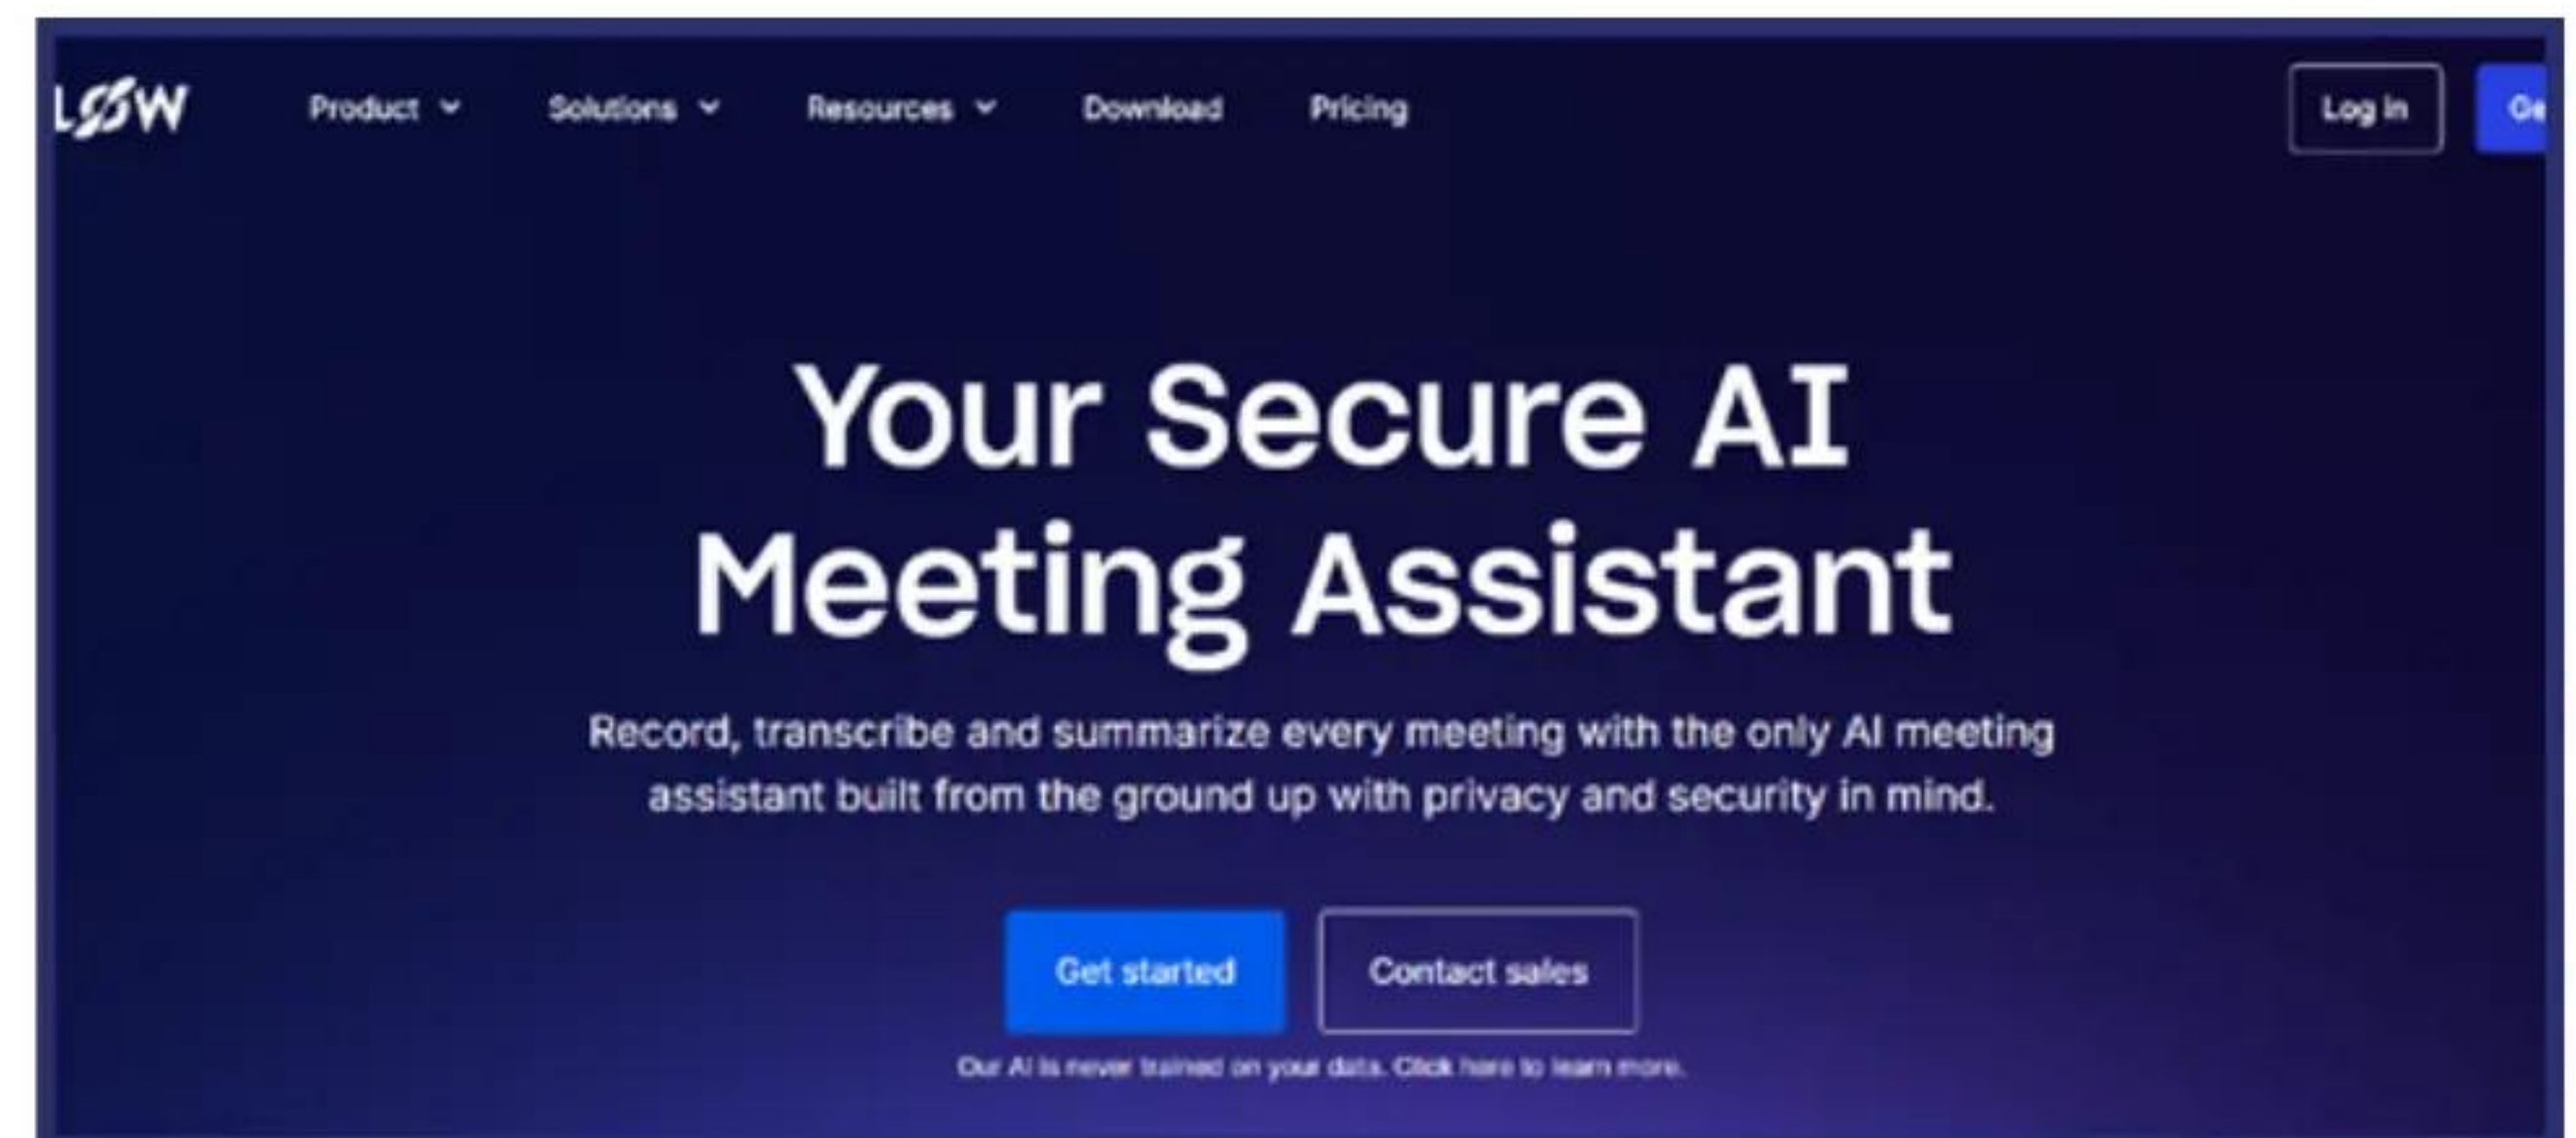 LOW
Product
Solutions
Resources
Download
Pricing
Log in
Ge
Your Secure AI
Meeting Assistant
Record, transcribe and summarize every meeting with the only AI meeting
assistant built from the ground up with privacy and security in mind.
Get started
Contact sales
Our AI is never trained on your data. Click here to learn more.